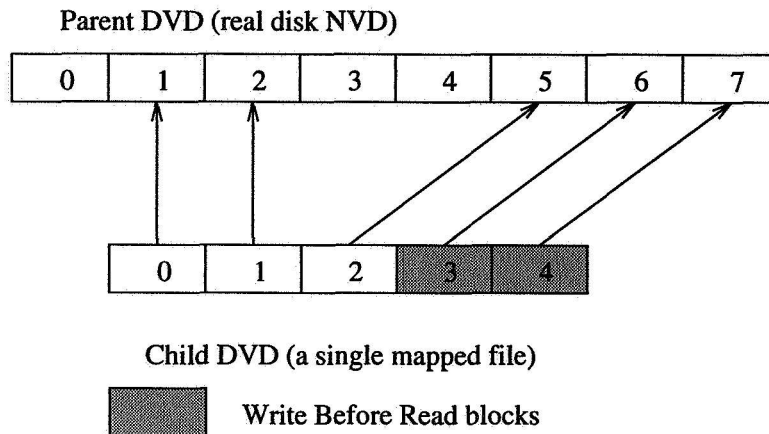 Parent DVD (real disk NVD)
0 1 2 3 4 5 6 7
0 1 2 3 4
Child DVD (a single mapped file)
Write Before Read blocks